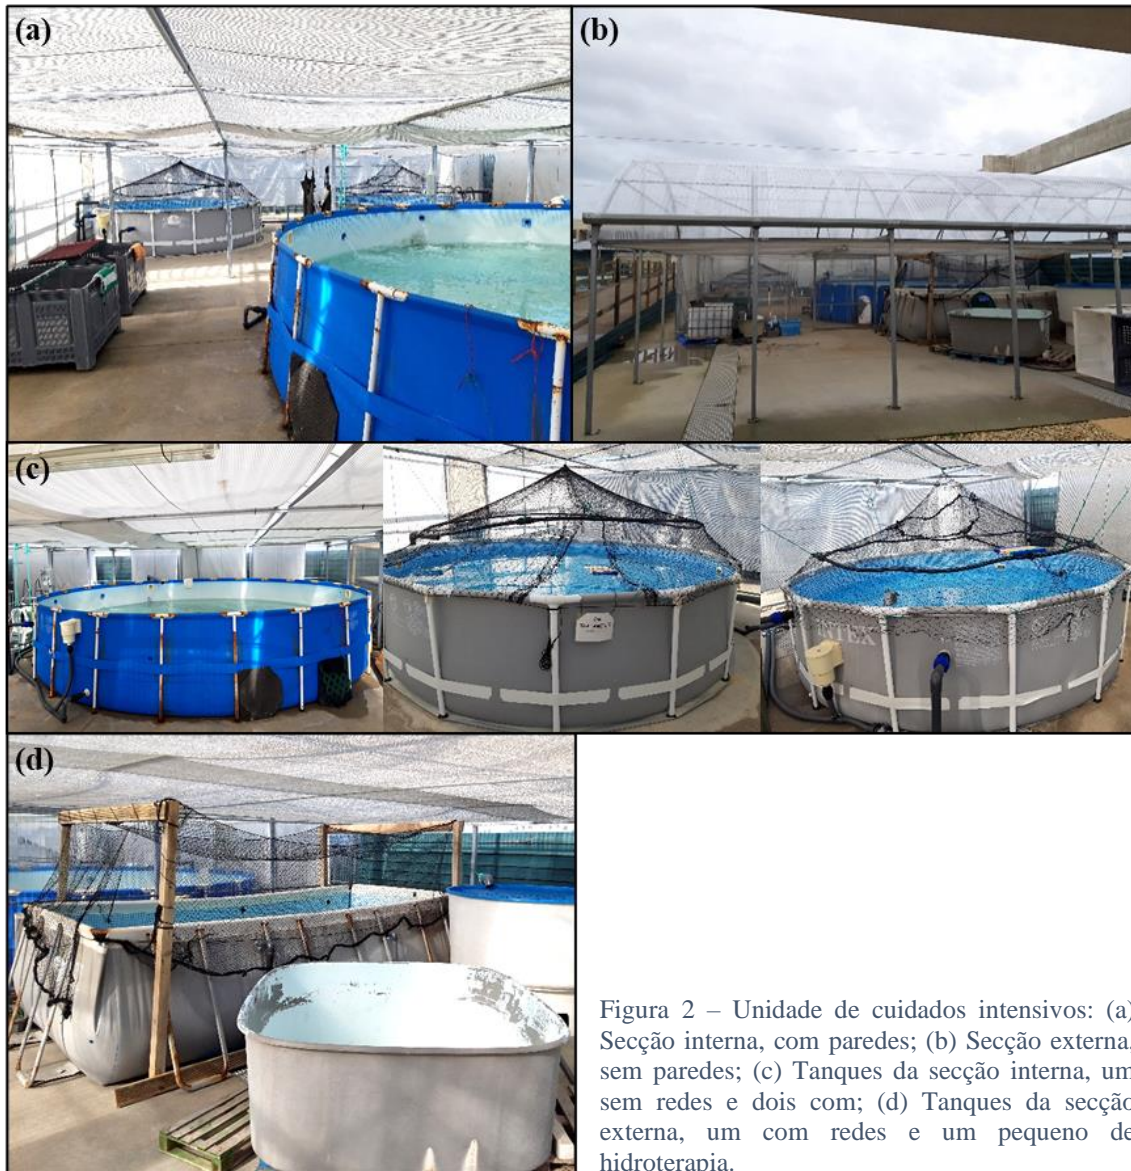 (a)
(b)
(c)
INTEX
(d)
Figura 2 – Unidade de cuidados intensivos: (a)
Secção interna, com paredes; (b) Secção externa,
sem paredes; (c) Tanques da secção interna, um
sem redes e dois com; (d) Tanques da secção
externa, um com redes e um pequeno de
hidroterapia.